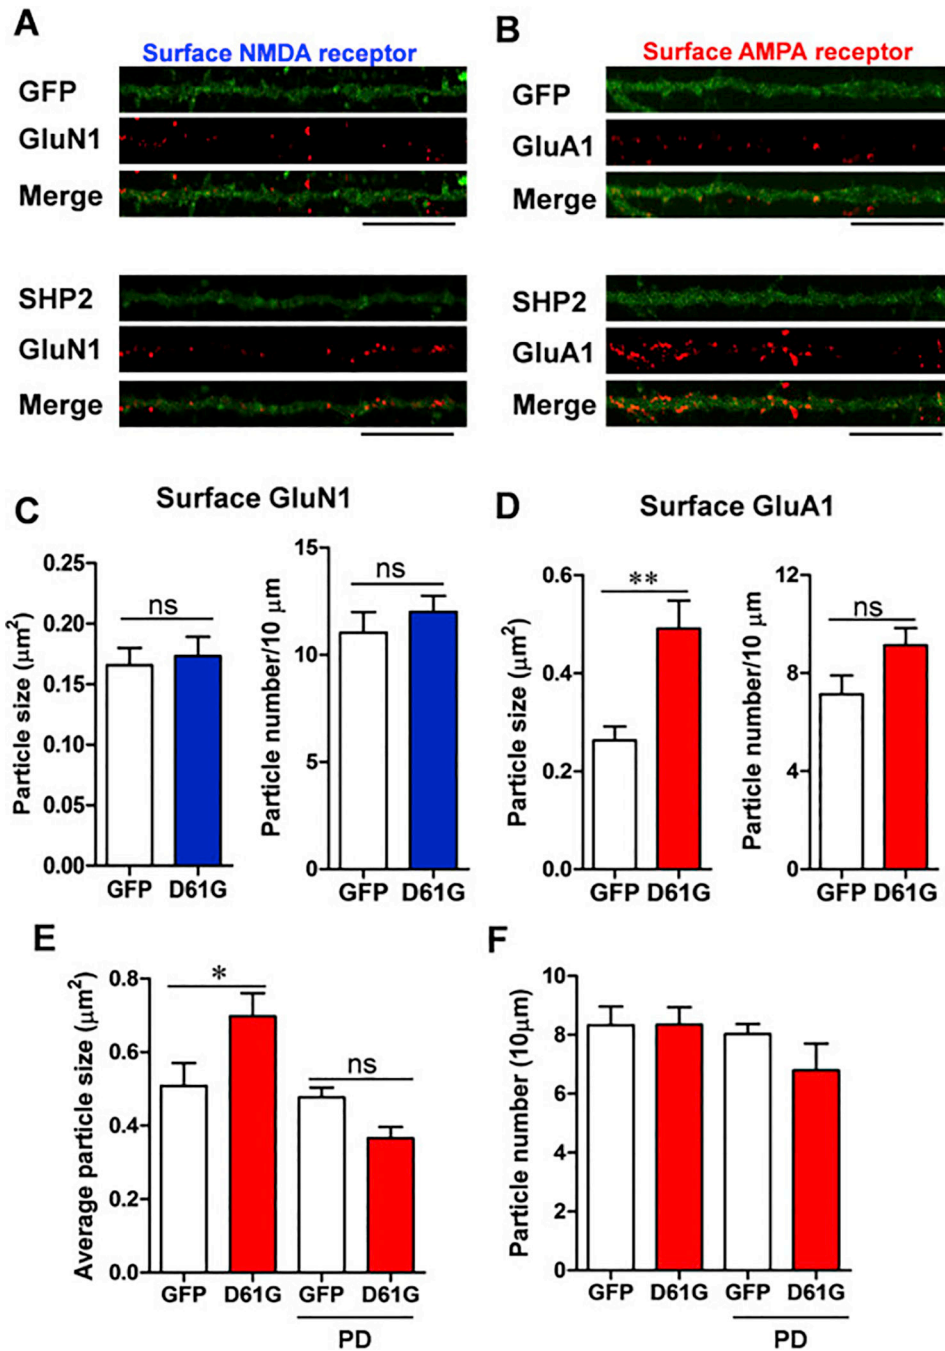 A
Surface NMDA receptor
GFP
GluN1
Merge
SHP2
GluN1
Merge
B
Surface AMPA receptor
GFP
GluA1
Merge
SHP2
GluA1
Merge
C
Surface GluN1
Particle size (μm²)
0.25
0.20
0.15
0.10
0.05
0.00
ns
GFP D61G
Particle number/10 μm
15
10
5
0
ns
GFP D61G
D
Surface GluA1
Particle size (μm²)
0.6
0.4
0.2
0.0
**
GFP D61G
Particle number/10 μm
12
8
4
0
ns
GFP D61G
E
Average particle size (μm²)
0.8
0.6
0.4
0.2
0.0
*
ns
GFP D61G GFP D61G
PD
F
Particle number (10μm)
10
8
6
4
2
0
GFP D61G GFP D61G
PD